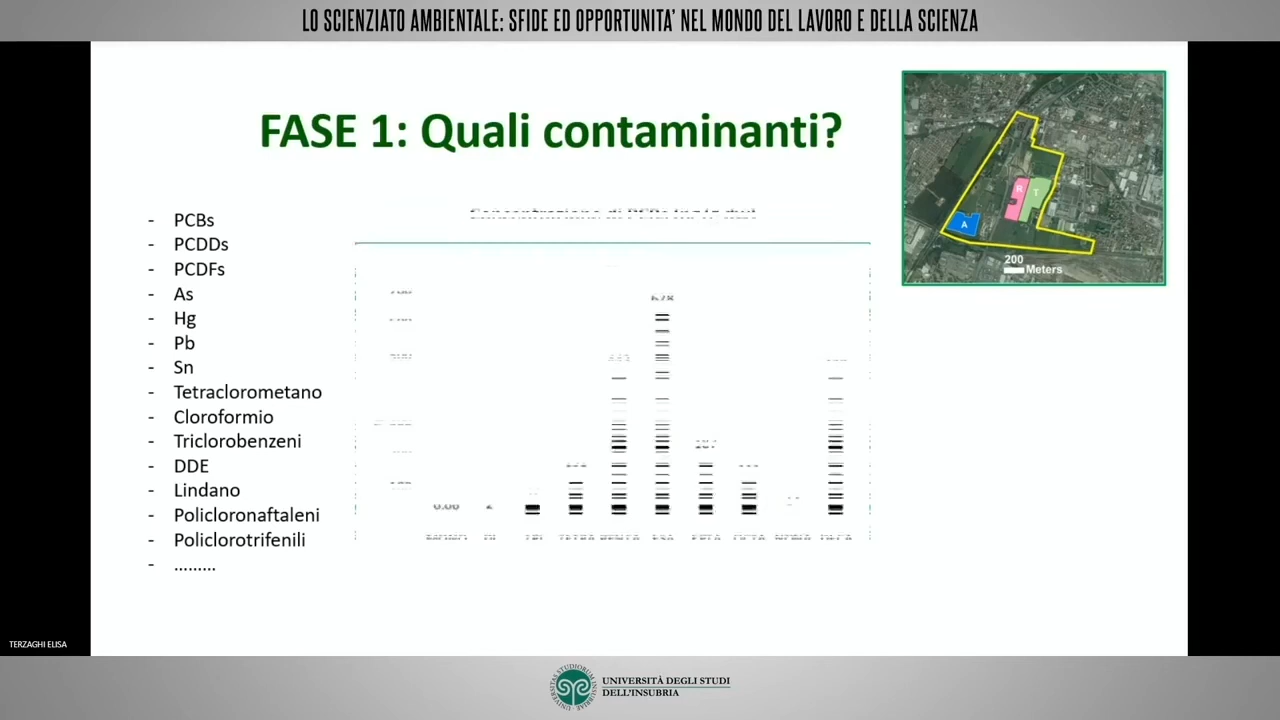 LO SCIENZIATO AMBIENTALE: SFIDE ED OPPORTUNITA' NEL MONDO DEL LAVORO E DELLA SCIENZA
FASE 1: Quali contaminanti?
- PCBs
- PCDDs
- PCDFs
- As
- Hg
- Pb
- Sn
- Tetraclorometano
- Cloroformio
- Triclorobenzeni
- DDE
- Lindano
- Policloronaftaleni
- Policlorotrifenili
- .........
R
T
A
200
Meters
TERZAGHI ELISA
UNIVERSITÀ DEGLI STUDI
DELL'INSUBRIA